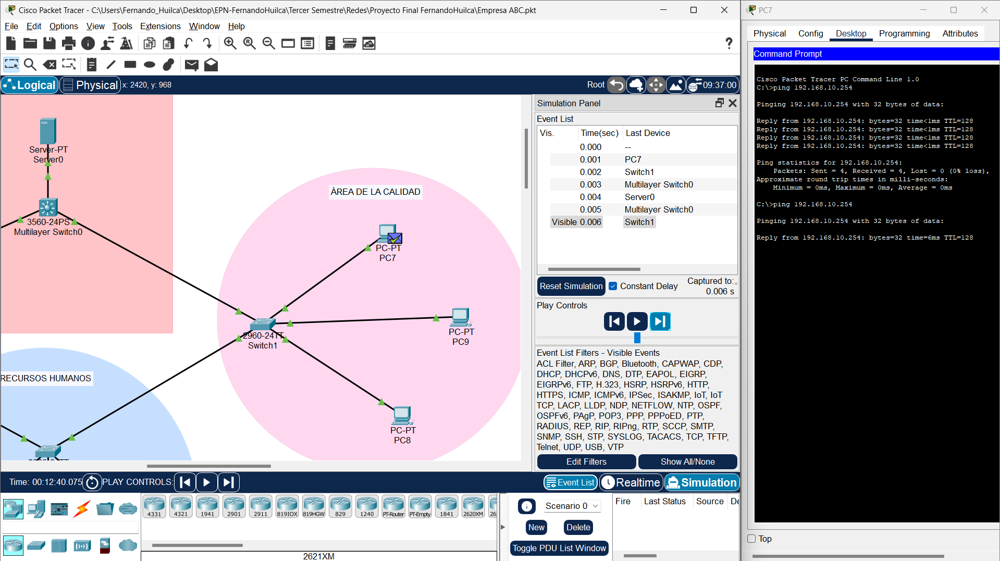 Cisco Packet Tracer - C:\Users\Fernando_Huilca\Desktop\EPN-FernandoHuilca\Tercer Semestre\Redes\Proyecto Final FernandoHuilca\Empresa ABC.pkt
File Edit Options View Tools Extensions Window Help
Logical Physical x: 2420, y: 968
Root 09:37:00
Server-PT
Server0
3560-24PS
Multilayer Switch0
ÁREA DE LA CALIDAD
PC-PT
PC7
PC-PT
PC9
2960-24TT
Switch1
PC-PT
PC8
RECURSOS HUMANOS
Simulation Panel
Event List
Vis. Time(sec) Last Device
0.000 --
0.001 PC7
0.002 Switch1
0.003 Multilayer Switch0
0.004 Server0
0.005 Multilayer Switch0
Visible 0.006 Switch1
Reset Simulation Constant Delay Captured to:
0.006 s
Play Controls
Event List Filters - Visible Events
ACL Filter, ARP, BGP, Bluetooth, CAPWAP, CDP,
DHCP, DHCPv6, DNS, DTP, EAPOL, EIGRP,
EIGRPv6, FTP, H.323, HSRP, HSRPv6, HTTP,
HTTPS, ICMP, ICMPv6, IPSec, ISAKMP, IoT, IoT
TCP, LACP, LLDP, NDP, NETFLOW, NTP, OSPF,
OSPFv6, PAgP, POP3, PPP, PPPoED, PTP,
RADIUS, REP, RIP, RIPng, RTP, SCCP, SMTP,
SNMP, SSH, STP, SYSLOG, TACACS, TCP, TFTP,
Telnet, UDP, USB, VTP
Edit Filters Show All/None
Time: 00:12:40.075 PLAY CONTROLS:
Event List Realtime Simulation
4331 4321 1941 2901 2911 819IOX 819HGW 829 1240 PT-Router PT-Empty 1841 2620XM 26
2621XM
Scenario 0
New Delete
Toggle PDU List Window
Fire Last Status Source De
PC7
Physical Config Desktop Programming Attributes
Command Prompt
Cisco Packet Tracer PC Command Line 1.0
C:\>ping 192.168.10.254
Pinging 192.168.10.254 with 32 bytes of data:
Reply from 192.168.10.254: bytes=32 time<1ms TTL=128
Reply from 192.168.10.254: bytes=32 time<1ms TTL=128
Reply from 192.168.10.254: bytes=32 time<1ms TTL=128
Reply from 192.168.10.254: bytes=32 time<1ms TTL=128
Ping statistics for 192.168.10.254:
Packets: Sent = 4, Received = 4, Lost = 0 (0% loss),
Approximate round trip times in milli-seconds:
Minimum = 0ms, Maximum = 0ms, Average = 0ms
C:\>ping 192.168.10.254
Pinging 192.168.10.254 with 32 bytes of data:
Reply from 192.168.10.254: bytes=32 time=6ms TTL=128
Top